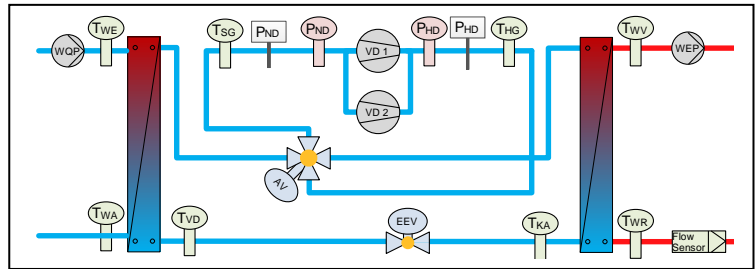 WQP
TWE
TSG
PND
PND
VD 1
PHD
PHD
THG
TWV
WEP
VD 2
AV
TWA
TVD
EEV
TKA
TWR
Flow
Sensor